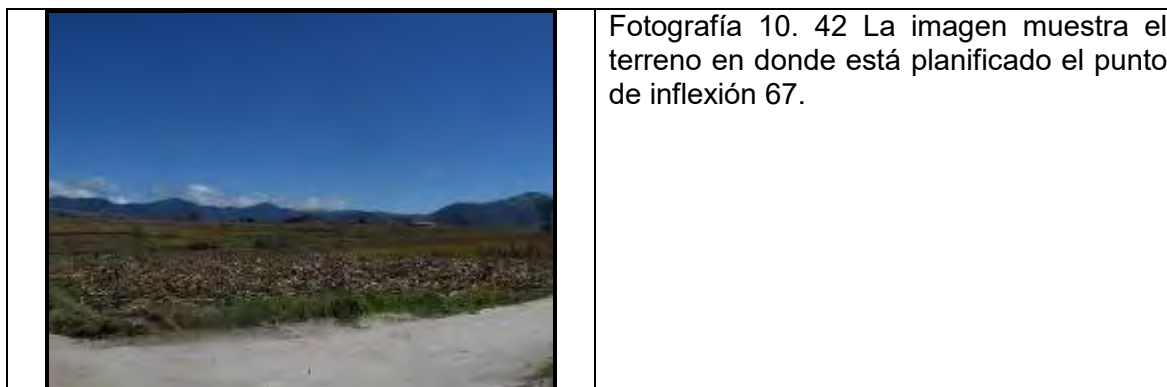 Fotografía 10. 42 La imagen muestra el
terreno en donde está planificado el punto
de inflexión 67.